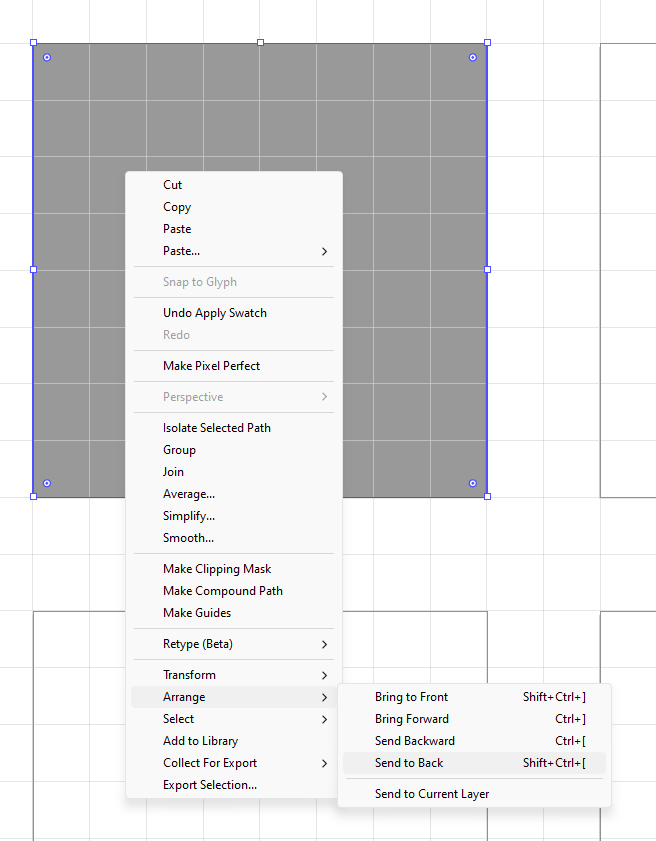 Cut
Copy
Paste
Paste...
Snap to Glyph
Undo Apply Swatch
Redo
Make Pixel Perfect
Perspective
Isolate Selected Path
Group
Join
Average...
Simplify...
Smooth...
Make Clipping Mask
Make Compound Path
Make Guides
Retype (Beta)
Transform
Arrange
Select
Add to Library
Collect For Export
Export Selection...
Bring to Front Shift+Ctrl+]
Bring Forward Ctrl+]
Send Backward Ctrl+[
Send to Back Shift+Ctrl+[
Send to Current Layer